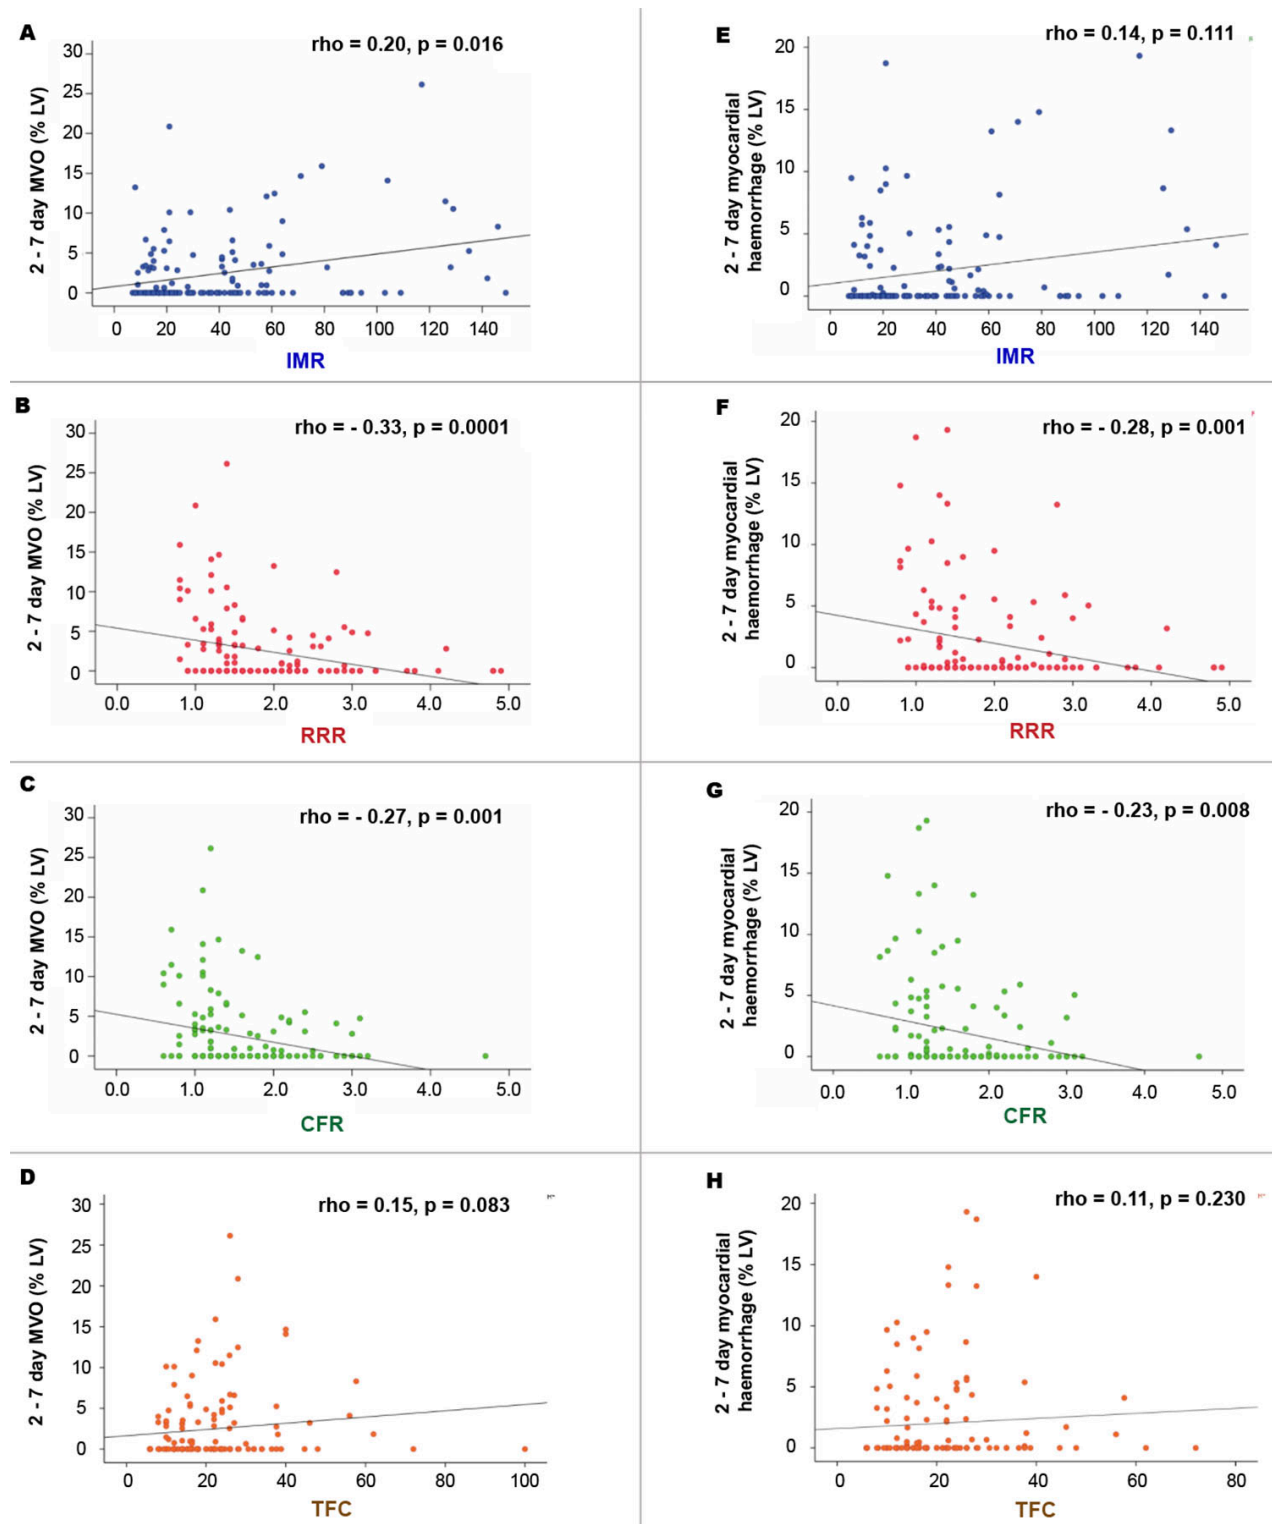 A
rho = 0.20, p = 0.016
2 - 7 day MVO (% LV)
30
25
20
15
10
5
0
0 20 40 60 80 100 120 140
IMR
E
rho = 0.14, p = 0.111
2 - 7 day myocardial
haemorrhage (% LV)
20
15
10
5
0
0 20 40 60 80 100 120 140
IMR
B
rho = - 0.33, p = 0.0001
2 - 7 day MVO (% LV)
30
25
20
15
10
5
0
0.0 1.0 2.0 3.0 4.0 5.0
RRR
F
rho = - 0.28, p = 0.001
2 - 7 day myocardial
haemorrhage (% LV)
20
15
10
5
0
0.0 1.0 2.0 3.0 4.0 5.0
RRR
C
rho = - 0.27, p = 0.001
2 - 7 day MVO (% LV)
30
25
20
15
10
5
0
0.0 1.0 2.0 3.0 4.0 5.0
CFR
G
rho = - 0.23, p = 0.008
2 - 7 day myocardial
haemorrhage (% LV)
20
15
10
5
0
0.0 1.0 2.0 3.0 4.0 5.0
CFR
D
rho = 0.15, p = 0.083
2 - 7 day MVO (% LV)
30
25
20
15
10
5
0
0 20 40 60 80 100
TFC
H
rho = 0.11, p = 0.230
2 - 7 day myocardial
haemorrhage (% LV)
20
15
10
5
0
0 20 40 60 80
TFC